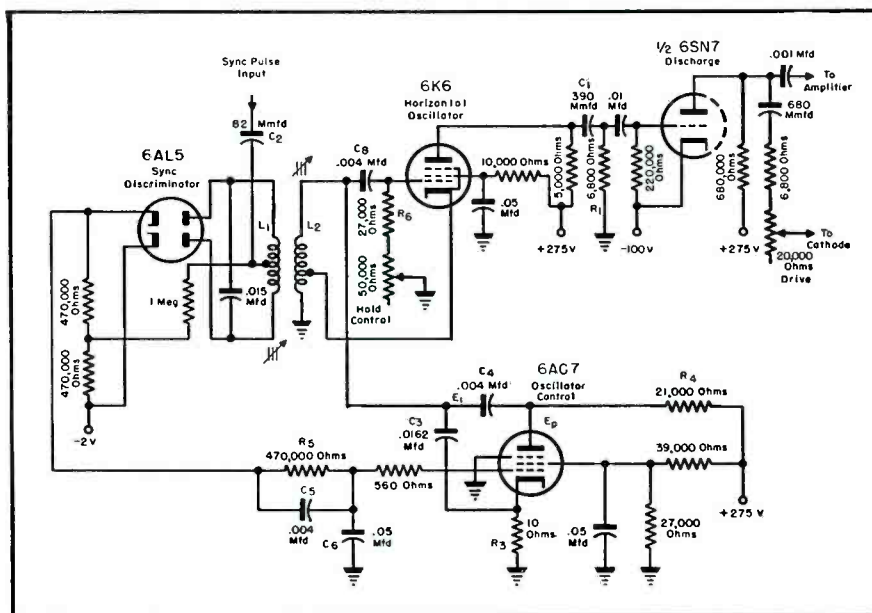 Sync Pulse
Input
82
Mmfd
C2
6AL5
Sync
Discriminator
L1
L2
.015
Mfd
1 Meg
470,000
Ohms
470,000
Ohms
-2V
C8
.004 Mfd
6K6
Horizontal
Oscillator
27,000
Ohms
R6
50,000
Ohms
Hold Control
10,000 Ohms
.05
Mfd
5,000 Ohms
+275V
C1
390
Mmfd
.01
Mfd
6,800 Ohms
R1
220,000
Ohms
-100V
1/2 6SN7
Discharge
680,000
Ohms
+275V
.001 Mfd
To
Amplifier
680
Mmfd
6,800
Ohms
To
Cathode
20,000
Ohms
Drive
C4
.004 Mfd
E1
C3
.0162
Mfd
6AC7
Oscillator
Control
Ep
R4
21,000 Ohms
39,000 Ohms
+275 V.
27,000
Ohms
.05
Mfd
10
Ohms
R3
560 Ohms
R5
470,000 Ohms
C5
.004
Mfd
C6
.05
Mfd